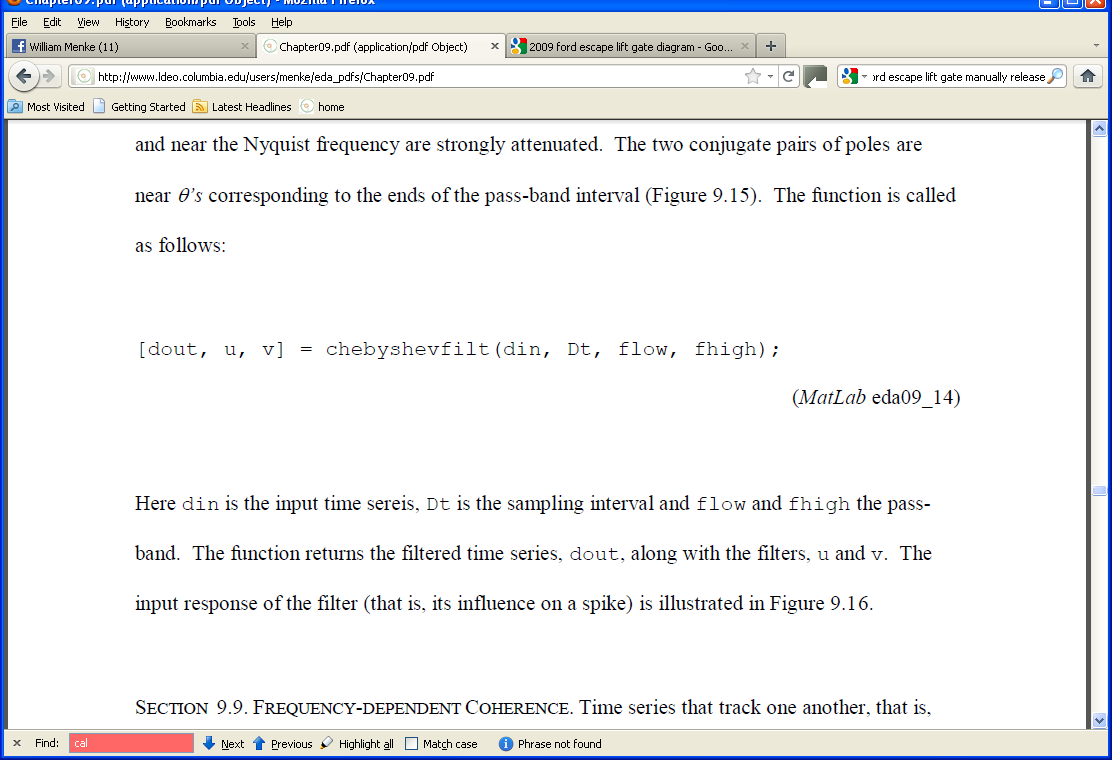 Chapter09.pdf (application/pdf Object) - Mozilla Firefox
File Edit View History Bookmarks Tools Help
William Menke (11) × Chapter09.pdf (application/pdf Object) × 2009 ford escape lift gate diagram - Goo... × +
http://www.ldeo.columbia.edu/users/menke/eda_pdfs/Chapter09.pdf
ord escape lift gate manually release
Most Visited Getting Started Latest Headlines home
and near the Nyquist frequency are strongly attenuated. The two conjugate pairs of poles are
near θ’s corresponding to the ends of the pass-band interval (Figure 9.15). The function is called
as follows:
[dout, u, v] = chebyshevfilt(din, Dt, flow, fhigh);
(MatLab eda09_14)
Here din is the input time sereis, Dt is the sampling interval and flow and fhigh the pass-
band. The function returns the filtered time series, dout, along with the filters, u and v. The
input response of the filter (that is, its influence on a spike) is illustrated in Figure 9.16.
SECTION 9.9. FREQUENCY-DEPENDENT COHERENCE. Time series that track one another, that is,
× Find: cal Next Previous Highlight all Match case Phrase not found